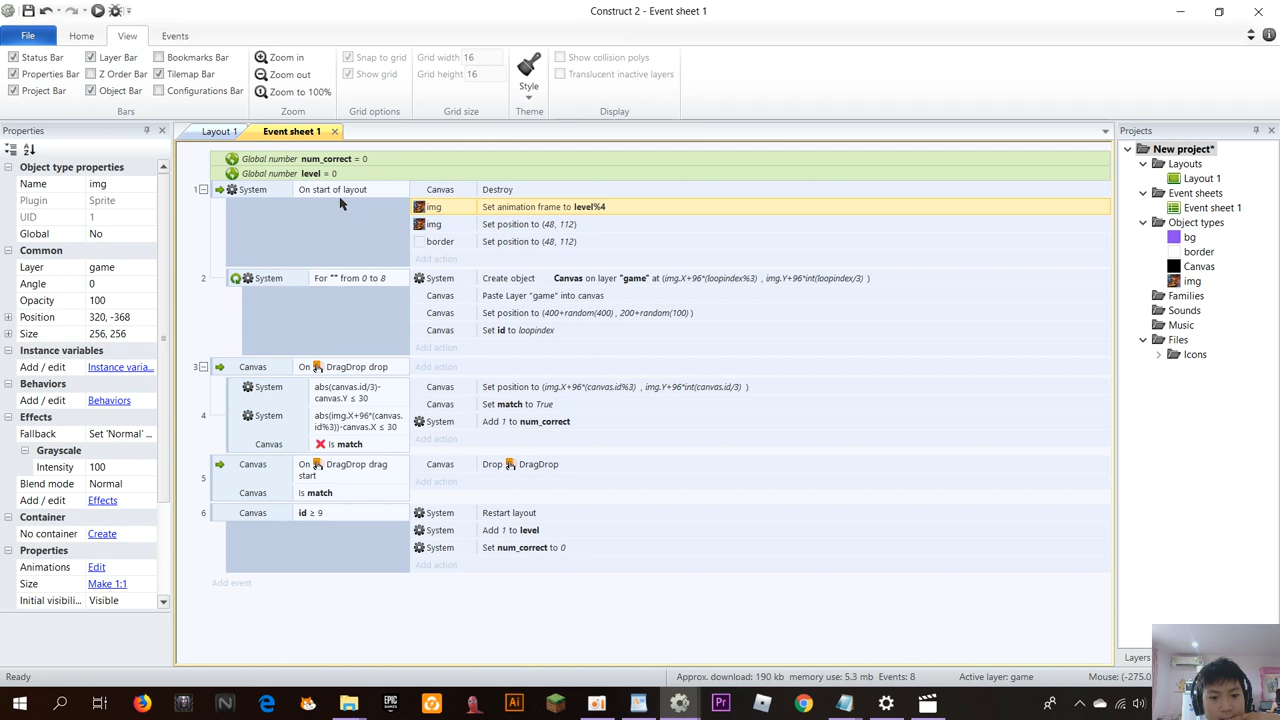 Construct 2 - Event sheet 1
File Home View Events
Status Bar Layer Bar Bookmarks Bar Zoom in Snap to grid Grid width 16 Show collision polys
Properties Bar Z Order Bar Tilemap Bar Zoom out Show grid Grid height 16 Translucent inactive layers
Project Bar Object Bar Configurations Bar Zoom to 100% Style
Bars Zoom Grid options Grid size Theme Display
Properties
Object type properties
Name img
Plugin Sprite
UID 1
Global No
Common
Layer game
Angle 0
Opacity 100
Position 320, -368
Size 256, 256
Instance variables
Add / edit Instance varia...
Behaviors
Add / edit Behaviors
Effects
Fallback Set 'Normal' ...
Grayscale
Intensity 100
Blend mode Normal
Add / edit Effects
Container
No container Create
Properties
Animations Edit
Size Make 1:1
Initial visibili... Visible
Layout 1 Event sheet 1
Global number num_correct = 0
Global number level = 0
1 System On start of layout Canvas Destroy
img Set animation frame to level%4
img Set position to (48, 112)
border Set position to (48, 112)
Add action
2 System For "" from 0 to 8 System Create object Canvas on layer "game" at (img.X+96*(loopindex%3) , img.Y+96*int(loopindex/3) )
Canvas Paste Layer "game" into canvas
Canvas Set position to (400+random(400) , 200+random(100) )
Canvas Set id to loopindex
Add action
3 Canvas On DragDrop drop Add action
4 System abs(canvas.id/3)-canvas.Y ≤ 30 Canvas Set position to (img.X+96*(canvas.id%3) , img.Y+96*int(canvas.id/3) )
Canvas Set match to True
System abs(img.X+96*(canvas.id%3))-canvas.X ≤ 30 System Add 1 to num_correct
Canvas Is match Add action
5 Canvas On DragDrop drag start Canvas Drop DragDrop
Add action
Canvas Is match
6 Canvas id ≥ 9 System Restart layout
System Add 1 to level
System Set num_correct to 0
Add action
Add event
Projects
New project*
Layouts
Layout 1
Event sheets
Event sheet 1
Object types
bg
border
Canvas
img
Families
Sounds
Music
Files
Icons
Layers
Ready Approx. download: 190 kb memory use: 5.3 mb Events: 8 Active layer: game Mouse: (-275.0